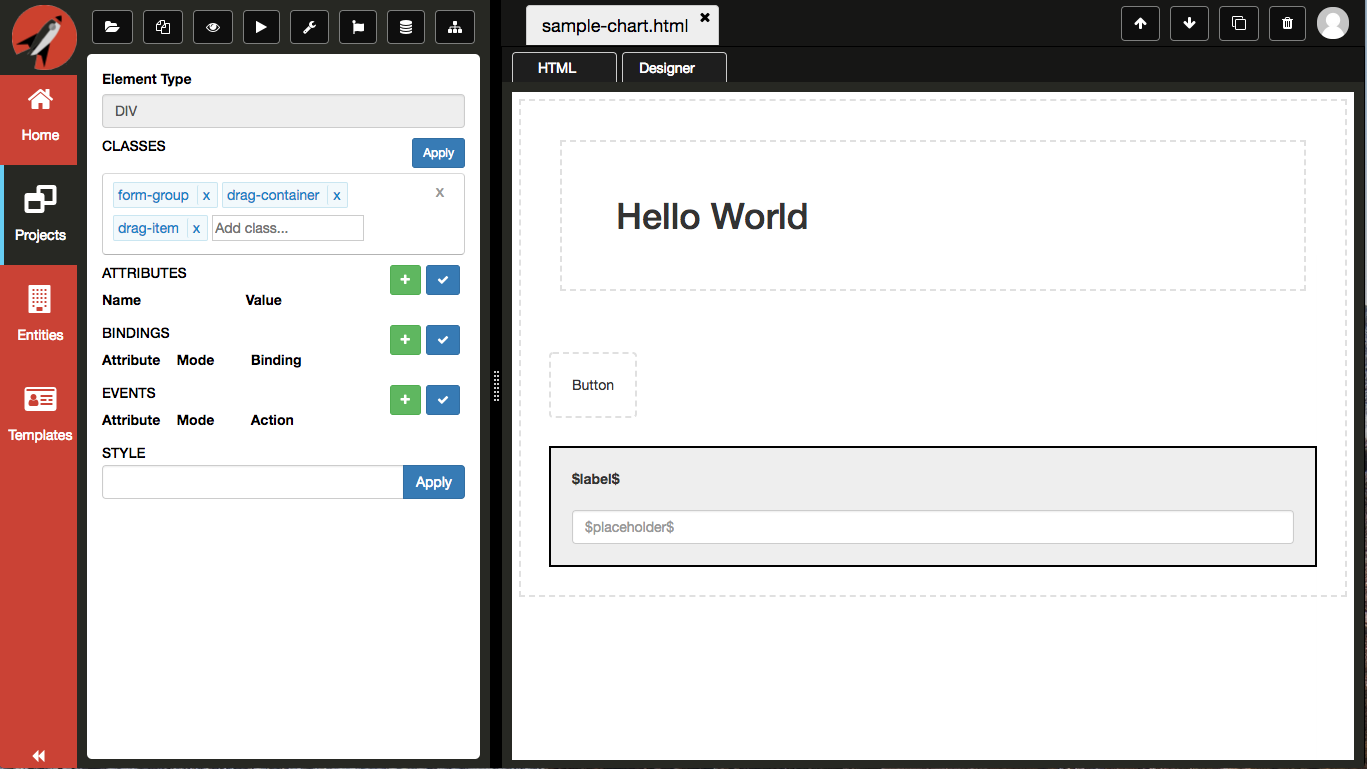 Home
Projects
Entities
Templates
Element Type
DIV
CLASSES
Apply
form-group x drag-container x x
drag-item x Add class...
ATTRIBUTES
Name Value
BINDINGS
Attribute Mode Binding
EVENTS
Attribute Mode Action
STYLE
Apply
sample-chart.html
HTML Designer
Hello World
Button
$label$
$placeholder$